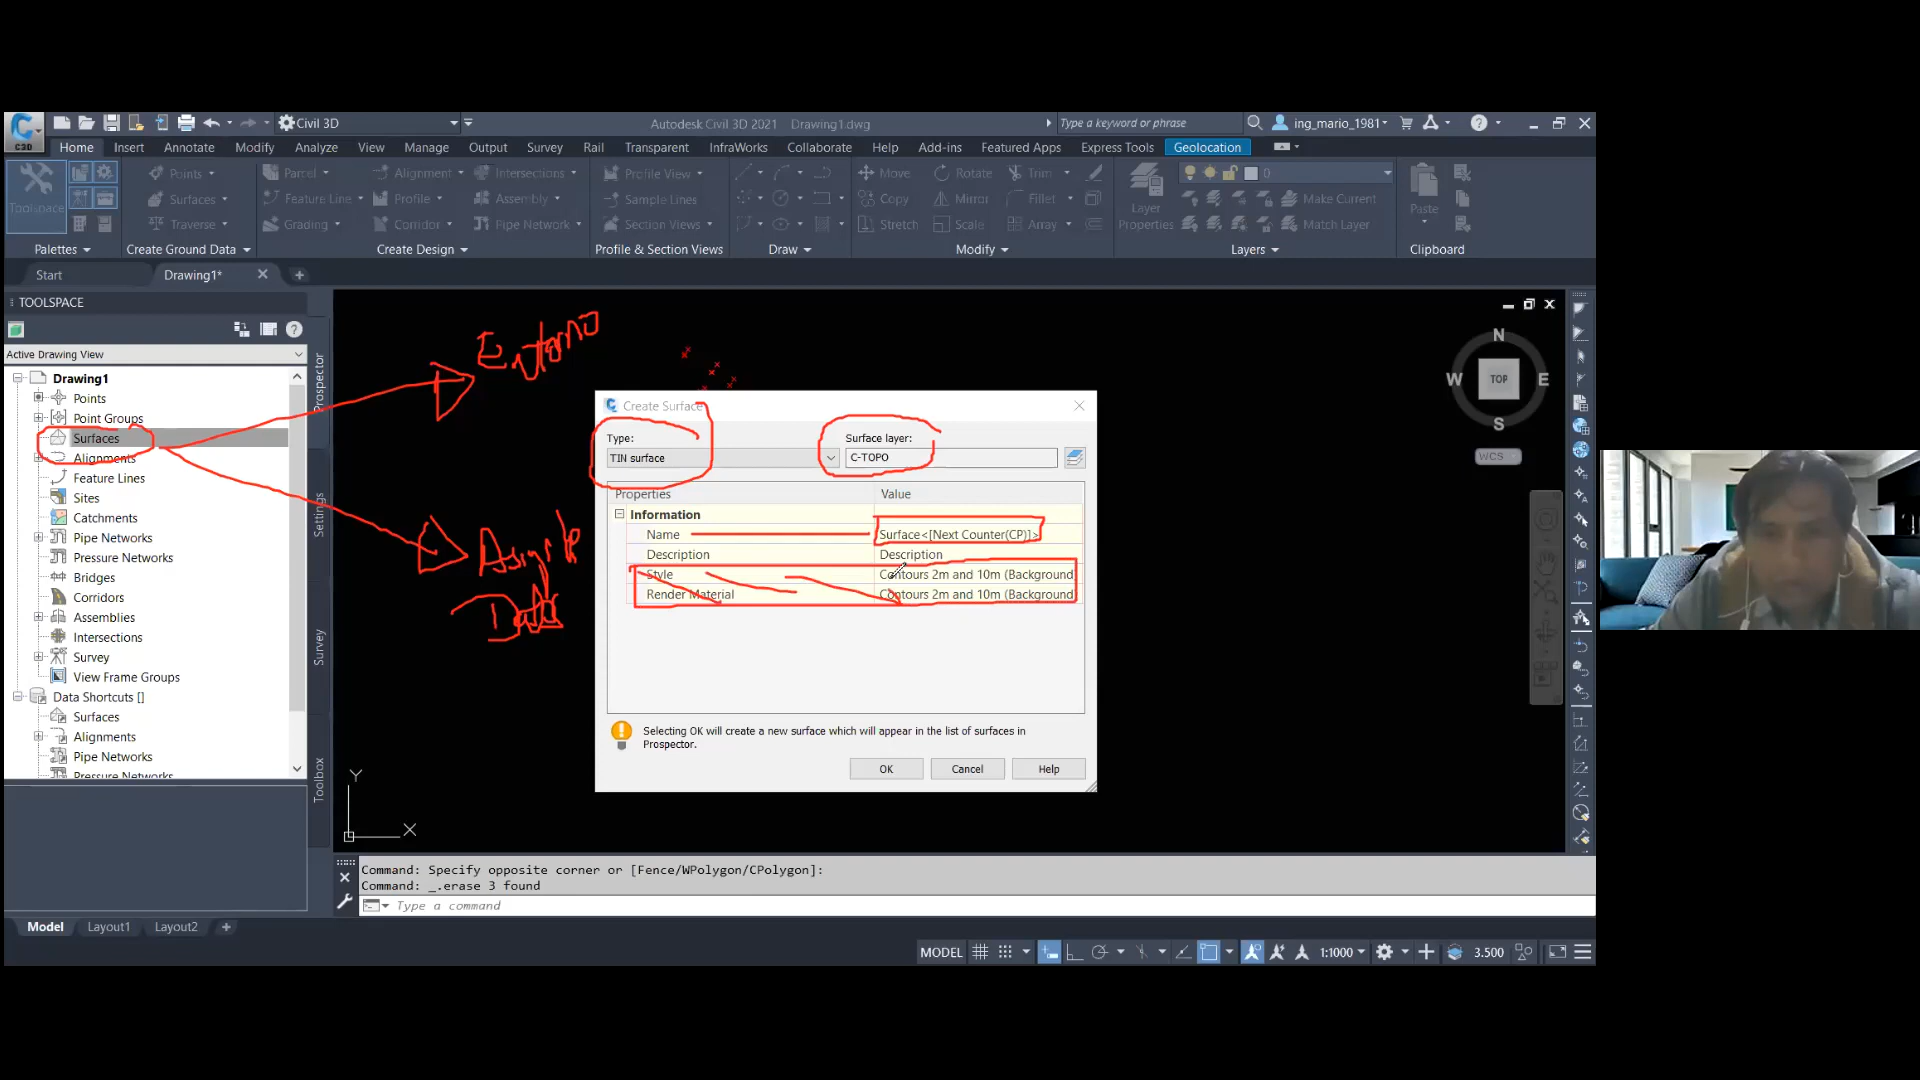 Civil 3D
Autodesk Civil 3D 2021 Drawing1.dwg
Type a keyword or phrase
ing_mario_1981
C3D
Home Insert Annotate Modify Analyze View Manage Output Survey Rail Transparent InfraWorks Collaborate Help Add-ins Featured Apps Express Tools Geolocation
Points Parcel Alignment Intersections Profile View Move Rotate Trim 0
Toolspace Surfaces Feature Line Profile Assembly Sample Lines Copy Mirror Fillet Layer Properties Make Current Paste
Traverse Grading Corridor Pipe Network Section Views Stretch Scale Array Match Layer
Palettes Create Ground Data Create Design Profile & Section Views Draw Modify Layers Clipboard
Start Drawing1*
TOOLSPACE
Active Drawing View
Drawing1
Points
Point Groups
Surfaces
Alignments
Feature Lines
Sites
Catchments
Pipe Networks
Pressure Networks
Bridges
Corridors
Assemblies
Intersections
Survey
View Frame Groups
Data Shortcuts []
Surfaces
Alignments
Pipe Networks
Pressure Networks
Prospector
Settings
Survey
Toolbox
Entorno
Create Surface
Type:
TIN surface
Surface layer:
C-TOPO
Properties Value
Information
Name Surface<[Next Counter(CP)]>
Description Description
Style Contours 2m and 10m (Background
Render Material Contours 2m and 10m (Background
Selecting OK will create a new surface which will appear in the list of surfaces in
Prospector.
OK Cancel Help
N
W TOP E
S
WCS
Y
X
Command: Specify opposite corner or [Fence/WPolygon/CPolygon]:
Command: _.erase 3 found
Type a command
Model Layout1 Layout2
MODEL 1:1000 3.500